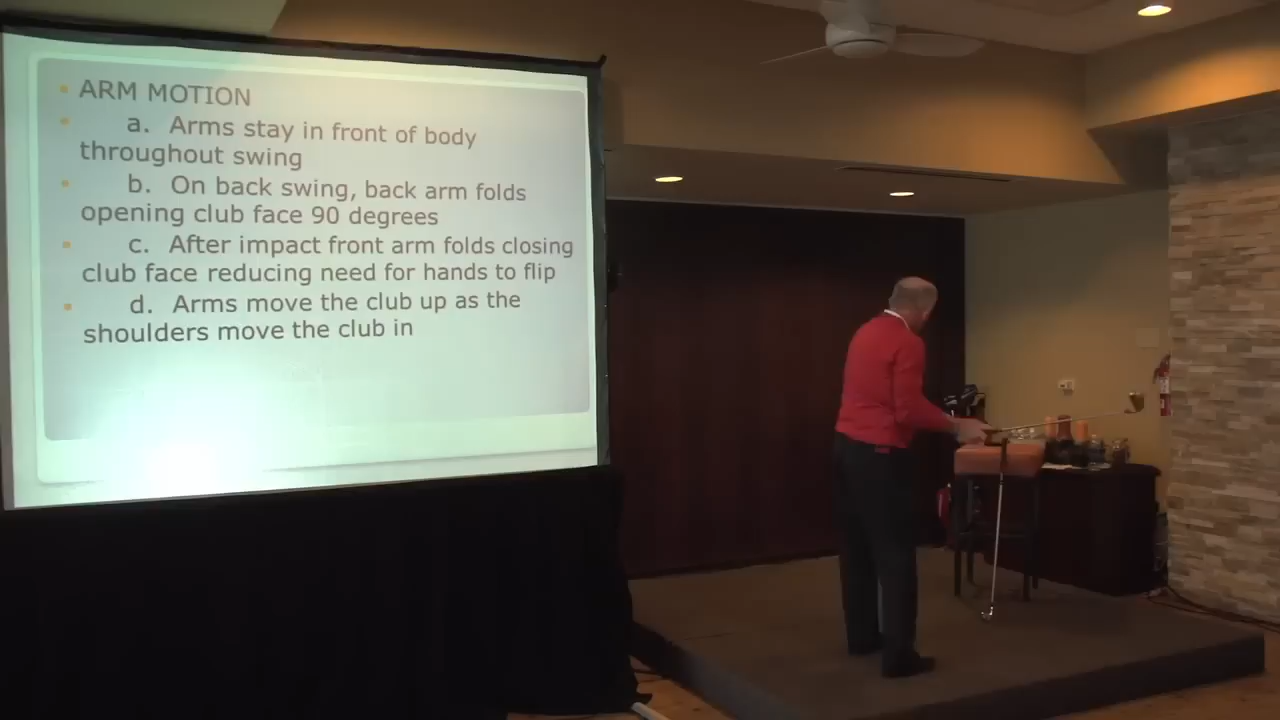 ARM MOTION
a. Arms stay in front of body
throughout swing
b. On back swing, back arm folds
opening club face 90 degrees
c. After impact front arm folds closing
club face reducing need for hands to flip
d. Arms move the club up as the
shoulders move the club in